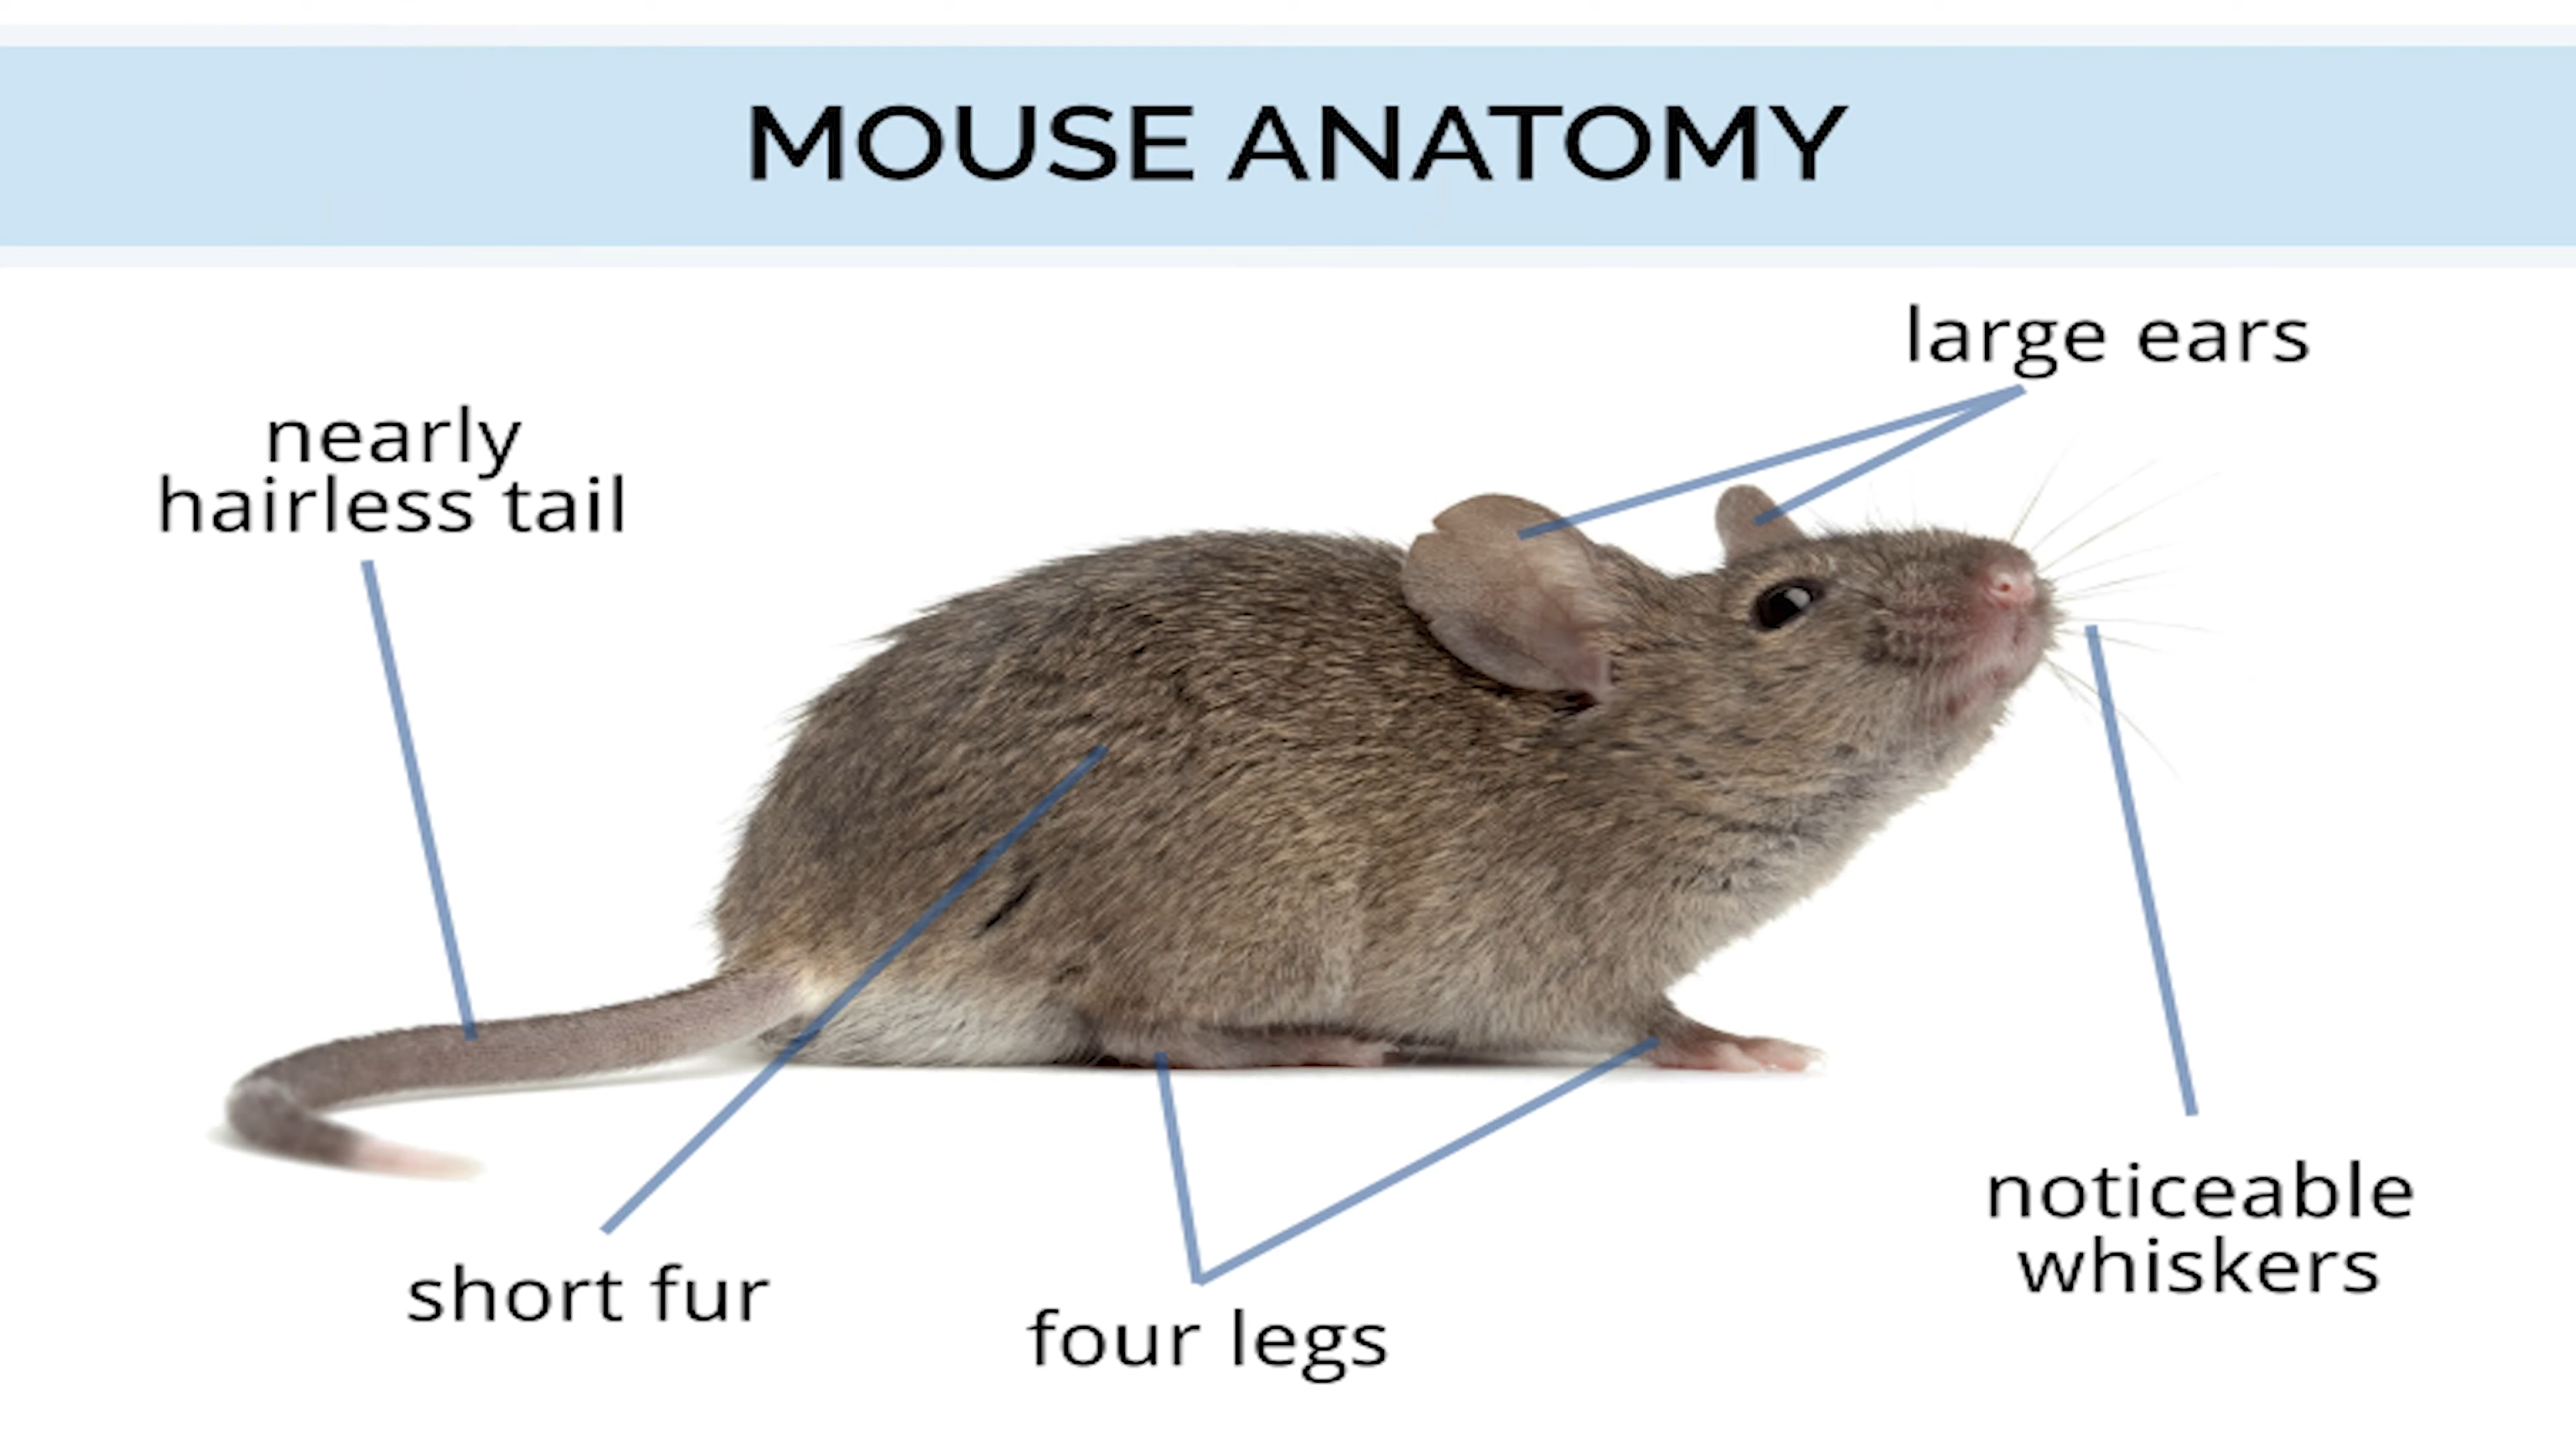 MOUSE ANATOMY
large ears
nearly
hairless tail
noticeable
whiskers
short fur
four legs